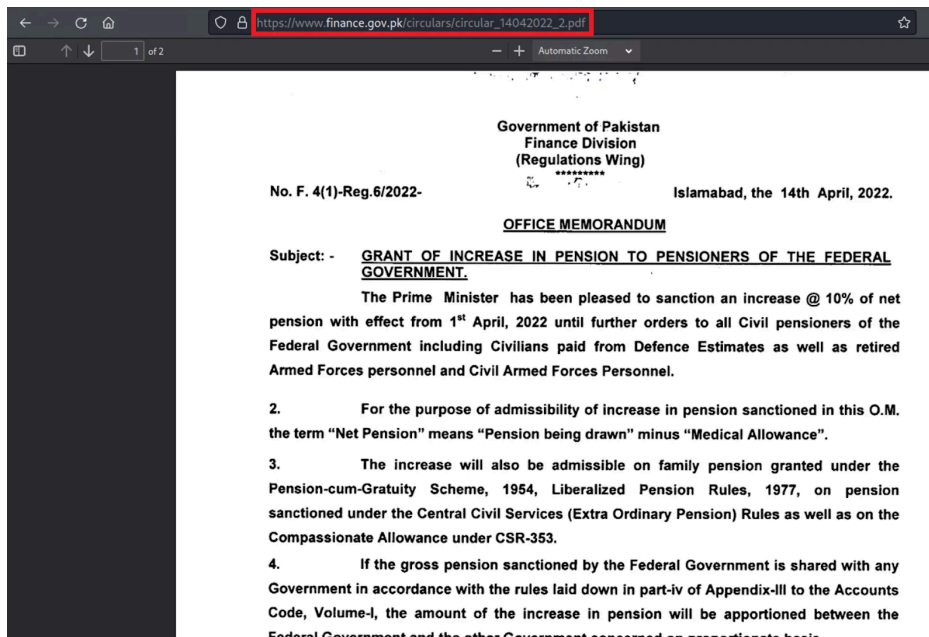 https://www.finance.gov.pk/circulars/circular_14042022_2.pdf
1 of 2
Automatic Zoom
Government of Pakistan
Finance Division
(Regulations Wing)
*********
No. F. 4(1)-Reg.6/2022-
Islamabad, the 14th April, 2022.
OFFICE MEMORANDUM
Subject: - GRANT OF INCREASE IN PENSION TO PENSIONERS OF THE FEDERAL
GOVERNMENT.
The Prime Minister has been pleased to sanction an increase @ 10% of net
pension with effect from 1st April, 2022 until further orders to all Civil pensioners of the
Federal Government including Civilians paid from Defence Estimates as well as retired
Armed Forces personnel and Civil Armed Forces Personnel.
2. For the purpose of admissibility of increase in pension sanctioned in this O.M.
the term “Net Pension” means “Pension being drawn” minus “Medical Allowance”.
3. The increase will also be admissible on family pension granted under the
Pension-cum-Gratuity Scheme, 1954, Liberalized Pension Rules, 1977, on pension
sanctioned under the Central Civil Services (Extra Ordinary Pension) Rules as well as on the
Compassionate Allowance under CSR-353.
4. If the gross pension sanctioned by the Federal Government is shared with any
Government in accordance with the rules laid down in part-iv of Appendix-III to the Accounts
Code, Volume-I, the amount of the increase in pension will be apportioned between the
Federal Government and the other Government concerned on proportionate basis